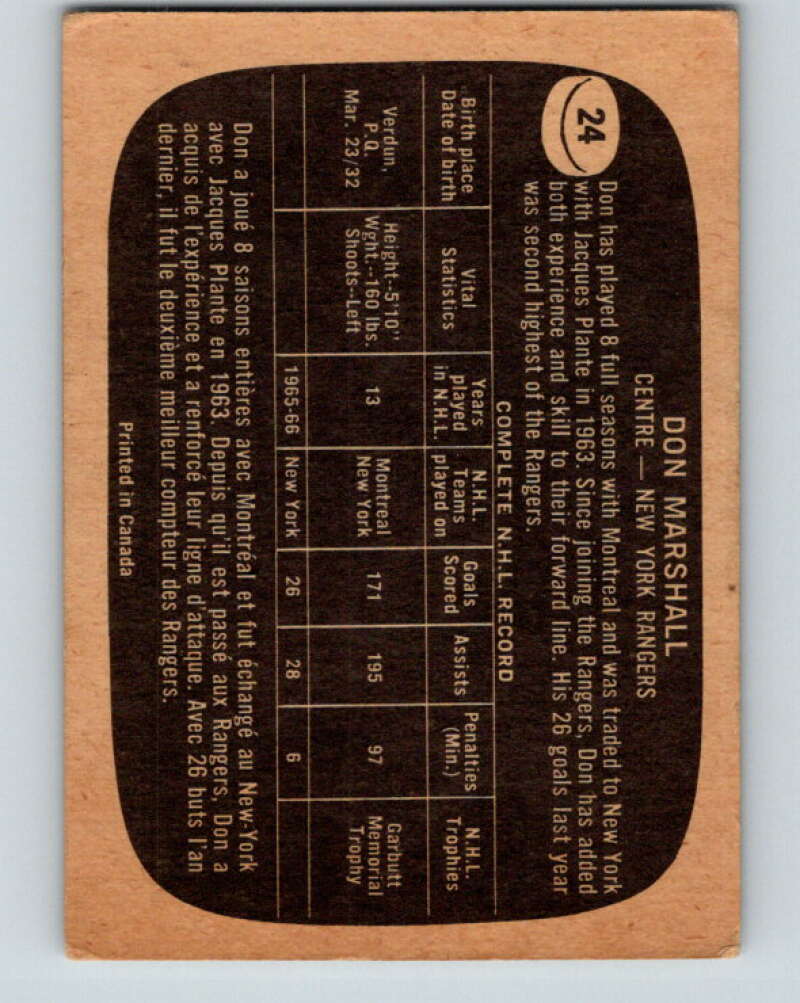 24
DON MARSHALL
CENTRE — NEW YORK RANGERS
Don has played 8 full seasons with Montreal and was traded to New York
with Jacques Plante in 1963. Since joining the Rangers, Don has added
both experience and skill to their forward line. His 26 goals last year
was second highest of the Rangers.
COMPLETE N.H.L. RECORD
Birth place Date of birth | Vital Statistics | Years played in N.H.L. | N.H.L. Teams played on | Goals Scored | Assists | Penalties (Min.) | N.H.L. Trophies
Verdun, P.Q. Mar. 23/32 | Height--5'10" Wght.--160 lbs. Shoots--Left | 13 | Montreal New York | 171 | 195 | 97 | Garbutt Memorial Trophy
1965-66 | New York | 26 | 28 | 6
Don a joué 8 saisons entières avec Montréal et fut échangé au New-York
avec Jacques Plante en 1963. Depuis qu'il est passé aux Rangers, Don a
acquis de l'expérience et a renforcé leur ligne d'attaque. Avec 26 buts l'an
dernier, il fut le deuxième meilleur compteur des Rangers.
Printed in Canada